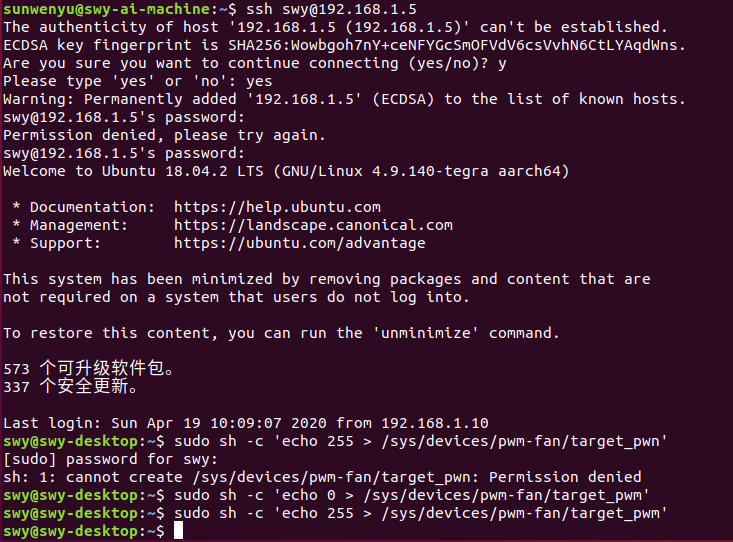 sunwenyu@swy-ai-machine:~$ ssh swy@192.168.1.5
The authenticity of host '192.168.1.5 (192.168.1.5)' can't be established.
ECDSA key fingerprint is SHA256:Wowbgoh7nY+ceNFYGcSmOFVdV6csVvhN6CtLYAqdWns.
Are you sure you want to continue connecting (yes/no)? y
Please type 'yes' or 'no': yes
Warning: Permanently added '192.168.1.5' (ECDSA) to the list of known hosts.
swy@192.168.1.5's password:
Permission denied, please try again.
swy@192.168.1.5's password:
Welcome to Ubuntu 18.04.2 LTS (GNU/Linux 4.9.140-tegra aarch64)
* Documentation:  https://help.ubuntu.com
* Management:     https://landscape.canonical.com
* Support:        https://ubuntu.com/advantage
This system has been minimized by removing packages and content that are
not required on a system that users do not log into.
To restore this content, you can run the 'unminimize' command.
573 个可升级软件包。
337 个安全更新。
Last login: Sun Apr 19 10:09:07 2020 from 192.168.1.10
swy@swy-desktop:~$ sudo sh -c 'echo 255 > /sys/devices/pwm-fan/target_pwn'
[sudo] password for swy:
sh: 1: cannot create /sys/devices/pwm-fan/target_pwn: Permission denied
swy@swy-desktop:~$ sudo sh -c 'echo 0 > /sys/devices/pwm-fan/target_pwm'
swy@swy-desktop:~$ sudo sh -c 'echo 255 > /sys/devices/pwm-fan/target_pwm'
swy@swy-desktop:~$